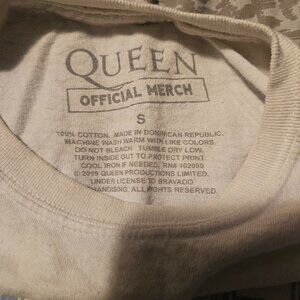 QUEEN
OFFICIAL MERCH
S
100% COTTON. MADE IN DOMINICAN REPUBLIC.
MACHINE WASH WARM WITH LIKE COLORS.
DO NOT BLEACH. TUMBLE DRY LOW.
TURN INSIDE OUT TO PROTECT PRINT.
COOL IRON IF NEEDED. RN# 102050
©2019 QUEEN PRODUCTIONS LIMITED.
UNDER LICENSE TO BRAVADO
HANDISING. ALL RIGHTS RESERVED.